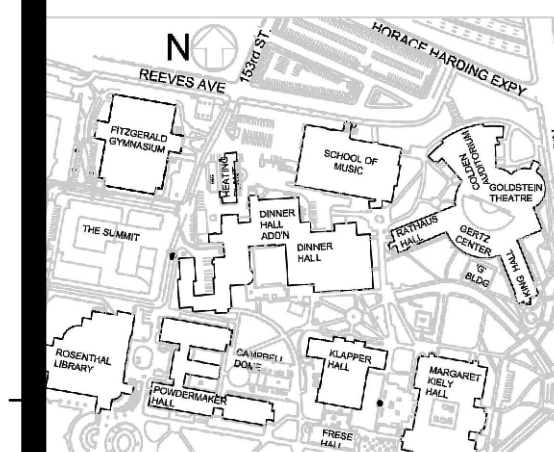 N
153rd ST.
HORACE HARDING EXPY
REEVES AVE
FITZGERALD
GYMNASIUM
SCHOOL OF
MUSIC
COLDEN
AUDITORIUM
GOLDSTEIN
THEATRE
HEATING
DINNER
HALL
ADD'N
DINNER
HALL
RATHAUS
HALL
GERTZ
CENTER
KING HALL
'G'
BLDG
THE SUMMIT
ROSENTHAL
LIBRARY
CAMPBELL
DOME
KLAPPER
HALL
MARGARET
KIELY
HALL
POWDERMAKER
HALL
FRESE
HALL